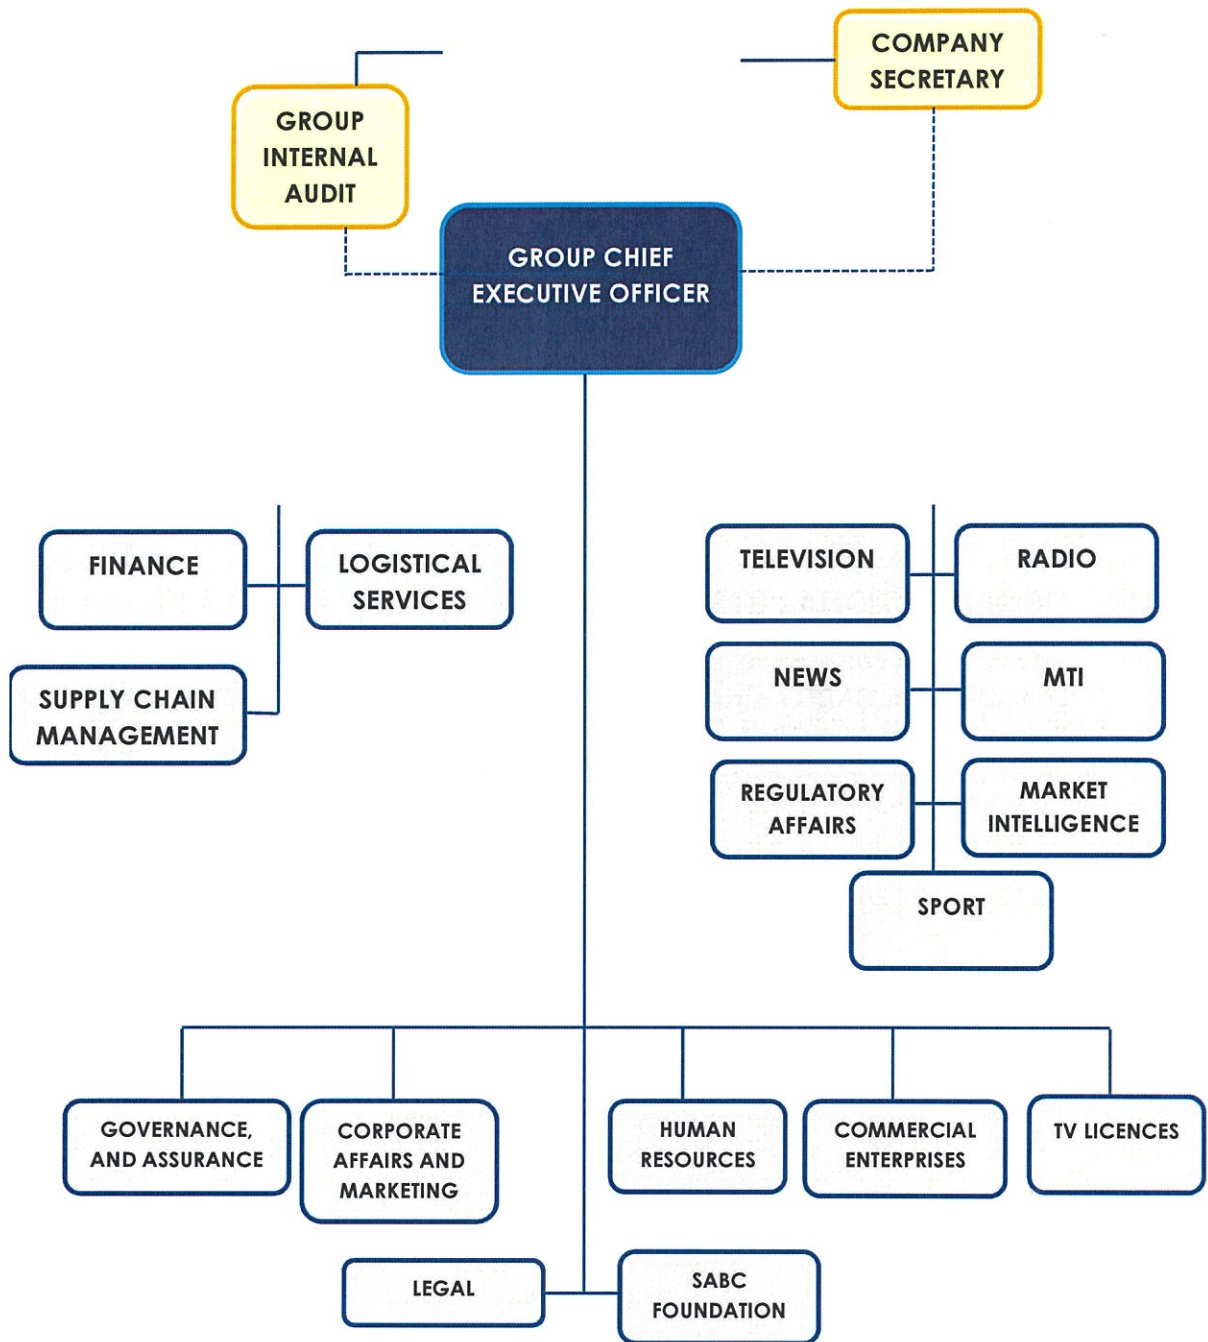 COMPANY
SECRETARY
GROUP
INTERNAL
AUDIT
GROUP CHIEF
EXECUTIVE OFFICER
FINANCE
LOGISTICAL
SERVICES
SUPPLY CHAIN
MANAGEMENT
TELEVISION
RADIO
NEWS
MTI
REGULATORY
AFFAIRS
MARKET
INTELLIGENCE
SPORT
GOVERNANCE,
AND ASSURANCE
CORPORATE
AFFAIRS AND
MARKETING
HUMAN
RESOURCES
COMMERCIAL
ENTERPRISES
TV LICENCES
LEGAL
SABC
FOUNDATION